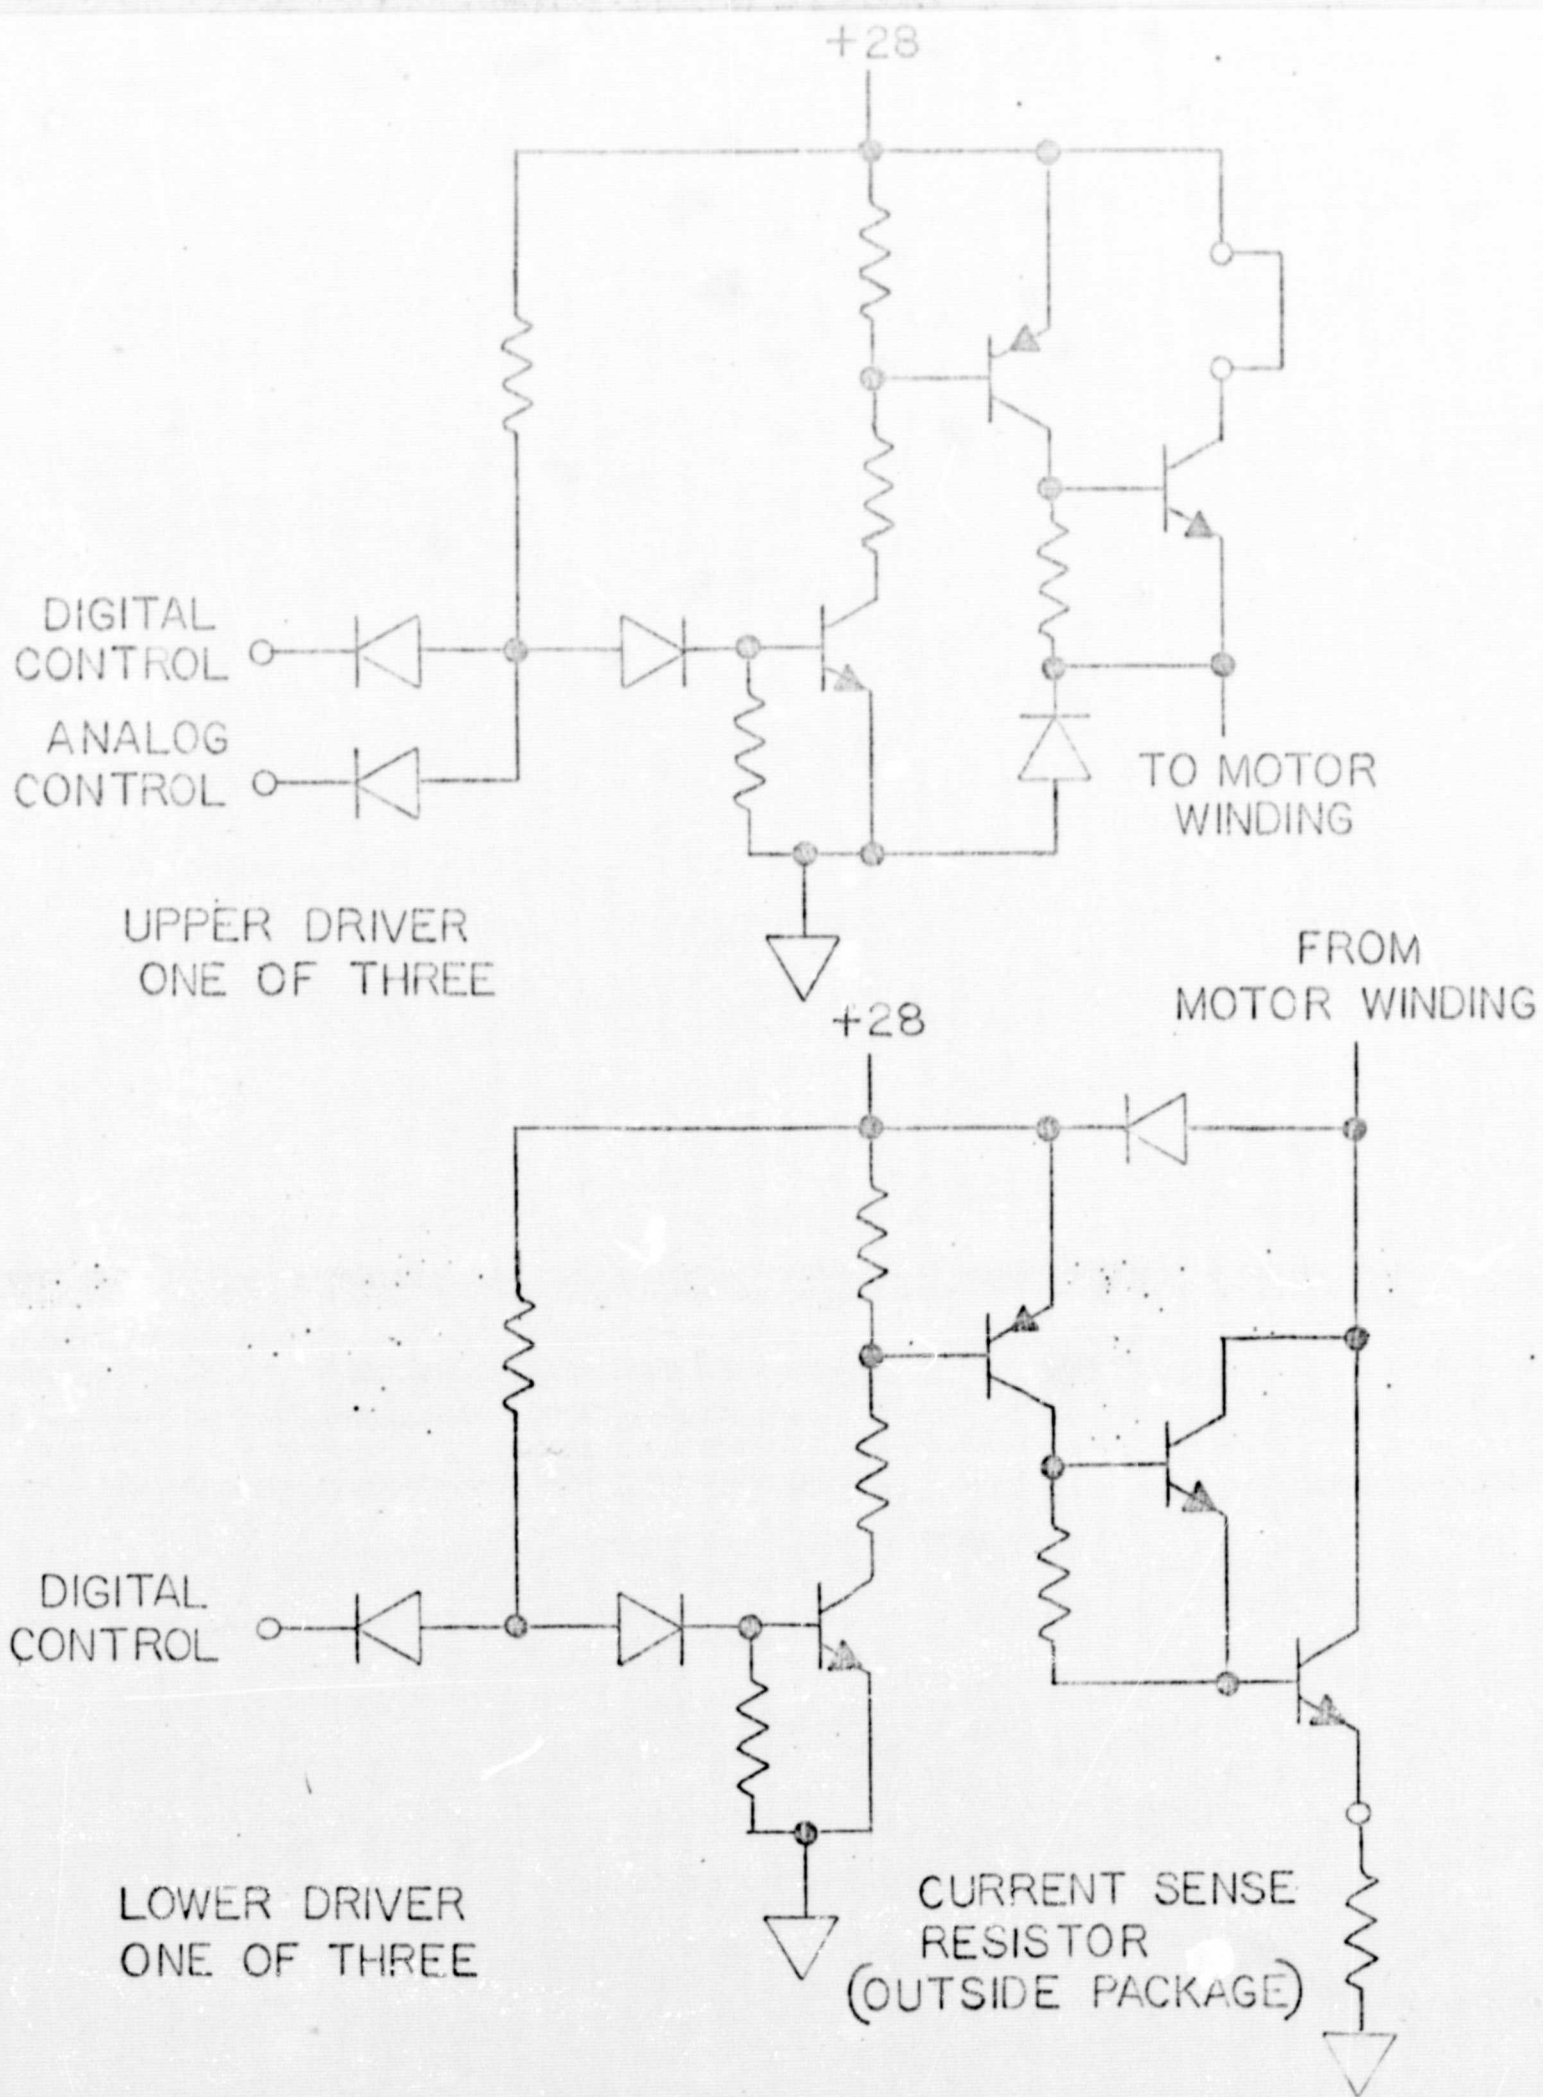 +28
DIGITAL
CONTROL
ANALOG
CONTROL
TO MOTOR
WINDING
UPPER DRIVER
ONE OF THREE
FROM
MOTOR WINDING
+28
DIGITAL
CONTROL
LOWER DRIVER
ONE OF THREE
CURRENT SENSE
RESISTOR
(OUTSIDE PACKAGE)